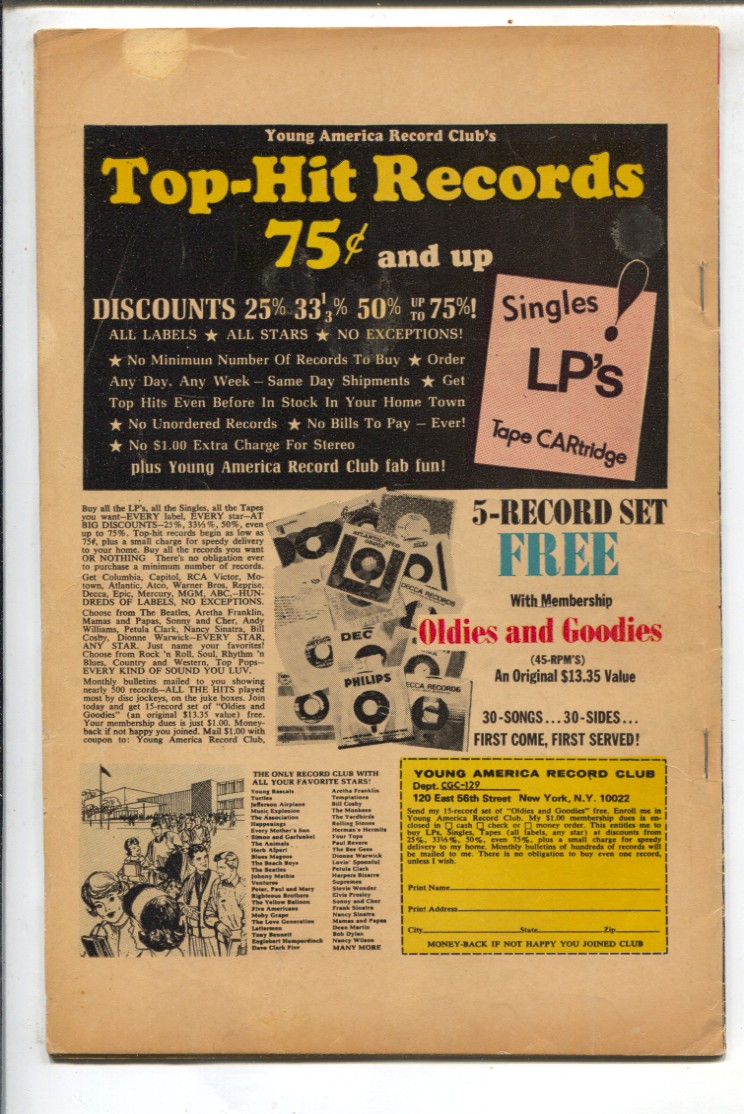 Young America Record Club's
Top-Hit Records
75¢ and up
DISCOUNTS 25% 33⅓% 50% UP TO 75%!
ALL LABELS ★ ALL STARS ★ NO EXCEPTIONS!
★ No Minimum Number Of Records To Buy ★ Order
Any Day, Any Week — Same Day Shipments ★ Get
Top Hits Even Before In Stock In Your Home Town
★ No Unordered Records ★ No Bills To Pay — Ever!
★ No $1.00 Extra Charge For Stereo
plus Young America Record Club fab fun!
Singles
LP's
Tape CARtridge
Buy all the LP's, all the Singles, all the Tapes
you want—EVERY label, EVERY star—AT
BIG DISCOUNTS—25%, 33⅓%, 50%, even
up to 75%. Top-hit records begin as low as
75¢, plus a small charge for speedy delivery
to your home. Buy all the records you want
OR NOTHING There's no obligation ever
to purchase a minimum number of records.
Get Columbia, Capitol, RCA Victor, Mo-
town, Atlantic, Atco, Warner Bros, Reprise,
Decca, Epic, Mercury, MGM, ABC,—HUN-
DREDS OF LABELS, NO EXCEPTIONS.
Choose from The Beatles, Aretha Franklin,
Mamas and Papas, Sonny and Cher, Andy
Williams, Petula Clark, Nancy Sinatra, Bill
Cosby, Dionne Warwick—EVERY STAR,
ANY STAR. Just name your favorites!
Choose from Rock 'n Roll, Soul, Rhythm 'n
Blues, Country and Western, Top Pops—
EVERY KIND OF SOUND YOU LUV.
Monthly bulletins mailed to you showing
nearly 500 records—ALL THE HITS played
most by disc jockeys, on the juke boxes. Join
today and get 15-record set of "Oldies and
Goodies" (an original $13.35 value) free.
Your membership dues is just $1.00. Money-
back if not happy you joined. Mail $1.00 with
coupon to: Young America Record Club,
ATLANTIC-ATCO
DECCA RECORDS
DEC
PHILIPS
ECCA RECORDS
5-RECORD SET
FREE
With Membership
Oldies and Goodies
(45-RPM'S)
An Original $13.35 Value
30-SONGS...30-SIDES...
FIRST COME, FIRST SERVED!
THE ONLY RECORD CLUB WITH
ALL YOUR FAVORITE STARS!
Young Rascals
Turtles
Jefferson Airplane
Music Explosion
The Association
Happenings
Every Mother's Son
Simon and Garfunkel
The Animals
Herb Alpert
Blues Magoos
The Beach Boys
The Beatles
Johnny Mathis
Ventures
Peter, Paul and Mary
Righteous Brothers
The Yellow Balloon
Five Americans
Moby Grape
The Love Generation
Lettermen
Tony Bennett
Englebert Humperdinck
Dave Clark Five
Aretha Franklin
Temptations
Bill Cosby
The Monkees
The Yardbirds
Rolling Stones
Herman's Hermits
Four Tops
Paul Revere
The Bee Gees
Dionne Warwick
Lovin' Spoonful
Petula Clark
Harpers Bizarre
Supremes
Stevie Wonder
Elvis Presley
Sonny and Cher
Frank Sinatra
Nancy Sinatra
Mamas and Papas
Dean Martin
Bob Dylan
Nancy Wilson
MANY MORE
YOUNG AMERICA RECORD CLUB
Dept. CGC-129
120 East 56th Street New York, N.Y. 10022
Send my 15-record set of "Oldies and Goodies" free. Enroll me in
Young America Record Club. My $1.00 membership dues is en-
closed in □ cash □ check or □ money order. This entitles me to
buy LPs, Singles, Tapes (all labels, any star) at discounts from
25%, 33⅓%, 50%, even 75%, plus a small charge for speedy
delivery to my home. Monthly bulletins of hundreds of records will
be mailed to me. There is no obligation to buy even one record,
unless I wish.
Print Name
Print Address
City State Zip
MONEY-BACK IF NOT HAPPY YOU JOINED CLUB